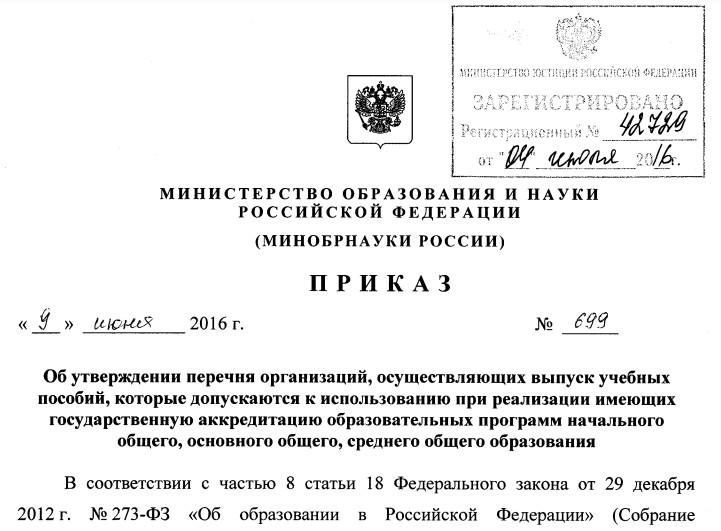 МИНИСТЕРСТВО ЮСТИЦИИ РОССИЙСКОЙ ФЕДЕРАЦИИ
ЗАРЕГИСТРИРОВАНО
Регистрационный № 42729
от "04" июля 2016г.
МИНИСТЕРСТВО ОБРАЗОВАНИЯ И НАУКИ
РОССИЙСКОЙ ФЕДЕРАЦИИ
(МИНОБРНАУКИ РОССИИ)
ПРИКАЗ
« 9 » июня 2016 г. № 699
Об утверждении перечня организаций, осуществляющих выпуск учебных
пособий, которые допускаются к использованию при реализации имеющих
государственную аккредитацию образовательных программ начального
общего, основного общего, среднего общего образования
В соответствии с частью 8 статьи 18 Федерального закона от 29 декабря
2012 г. № 273-ФЗ «Об образовании в Российской Федерации» (Собрание